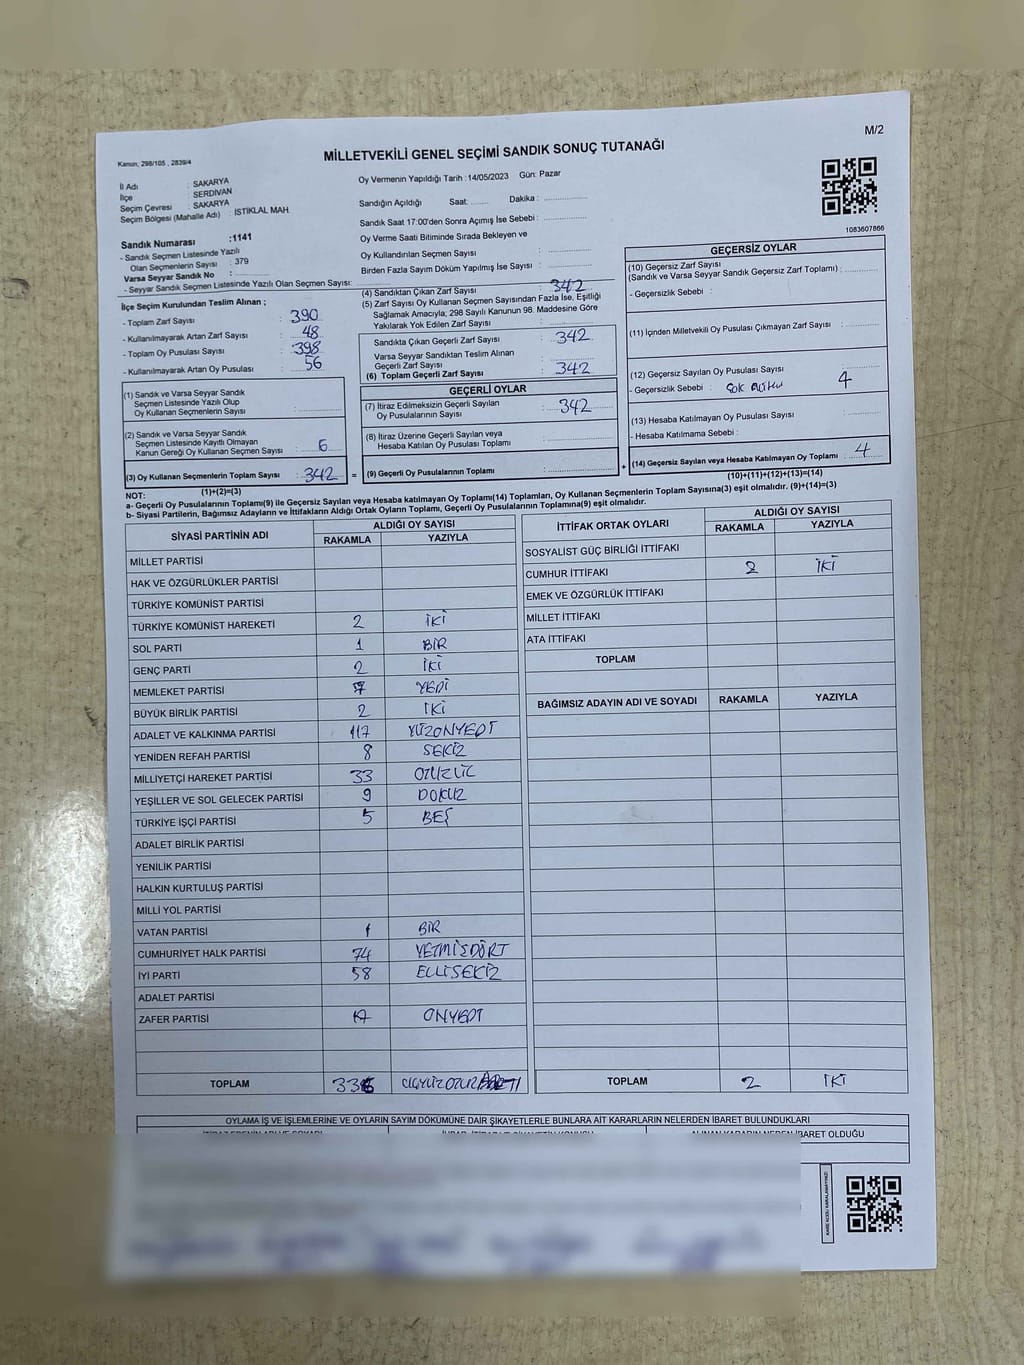 M/2
MİLLETVEKİLİ GENEL SEÇİMİ SANDIK SONUÇ TUTANAĞI
Kanun; 298/105 , 2839/4
İl Adı : SAKARYA
İlçe : SERDİVAN
Seçim Çevresi : SAKARYA
Seçim Bölgesi (Mahalle Adı) : İSTİKLAL MAH.
Oy Vermenin Yapıldığı Tarih : 14/05/2023 Gün: Pazar
Sandığın Açıldığı Saat: ........ Dakika : ................
Sandık Saat 17:00'den Sonra Açılmış İse Sebebi : ................
Oy Verme Saati Bitiminde Sırada Bekleyen ve
Oy Kullandırılan Seçmen Sayısı : ................
Birden Fazla Sayım Döküm Yapılmış İse Sayısı : ................
1083607866
Sandık Numarası :1141
- Sandık Seçmen Listesinde Yazılı
Olan Seçmenlerin Sayısı : 379
Varsa Seyyar Sandık No : ............
- Seyyar Sandık Seçmen Listesinde Yazılı Olan Seçmen Sayısı: ............
İlçe Seçim Kurulundan Teslim Alınan ;
- Toplam Zarf Sayısı : 390
- Kullanılmayarak Artan Zarf Sayısı : 48
- Toplam Oy Pusulası Sayısı : 398
- Kullanılmayarak Artan Oy Pusulası : 56
(1) Sandık ve Varsa Seyyar Sandık
Seçmen Listesinde Yazılı Olup
Oy Kullanan Seçmenlerin Sayısı : ................
(2) Sandık ve Varsa Seyyar Sandık
Seçmen Listesinde Kayıtlı Olmayan
Kanun Gereği Oy Kullanan Seçmen Sayısı : 6
(3) Oy Kullanan Seçmenlerin Toplam Sayısı : 342 =
(1)+(2)=(3)
(4) Sandıktan Çıkan Zarf Sayısı : 342
(5) Zarf Sayısı Oy Kullanan Seçmen Sayısından Fazla İse, Eşitliği
Sağlamak Amacıyla; 298 Sayılı Kanunun 98. Maddesine Göre
Yakılarak Yok Edilen Zarf Sayısı : ................
Sandıkta Çıkan Geçerli Zarf Sayısı : 342
Varsa Seyyar Sandıktan Teslim Alınan
Geçerli Zarf Sayısı : ................
(6) Toplam Geçerli Zarf Sayısı : 342
GEÇERLİ OYLAR
(7) İtiraz Edilmeksizin Geçerli Sayılan
Oy Pusulalarının Sayısı : 342
(8) İtiraz Üzerine Geçerli Sayılan veya
Hesaba Katılan Oy Pusulası Toplamı : ................
(9) Geçerli Oy Pusulalarının Toplamı : ................ +
GEÇERSİZ OYLAR
(10) Geçersiz Zarf Sayısı
(Sandık ve Varsa Seyyar Sandık Geçersiz Zarf Toplamı) : ............
- Geçersizlik Sebebi :
(11) İçinden Milletvekili Oy Pusulası Çıkmayan Zarf Sayısı : ............
(12) Geçersiz Sayılan Oy Pusulası Sayısı : ............
- Geçersizlik Sebebi : ÇOK 4
(13) Hesaba Katılmayan Oy Pusulası Sayısı : ............
- Hesaba Katılmama Sebebi :
(14) Geçersiz Sayılan veya Hesaba Katılmayan Oy Toplamı : 4
(10)+(11)+(12)+(13)=(14)
NOT:
a- Geçerli Oy Pusulalarının Toplamı(9) ile Geçersiz Sayılan veya Hesaba katılmayan Oy Toplamı(14) Toplamları, Oy Kullanan Seçmenlerin Toplam Sayısına(3) eşit olmalıdır. (9)+(14)=(3)
b- Siyasi Partilerin, Bağımsız Adayların ve İttifakların Aldığı Ortak Oyların Toplamı, Geçerli Oy Pusulalarının Toplamına(9) eşit olmalıdır.
SİYASİ PARTİNİN ADI ALDIĞI OY SAYISI
RAKAMLA YAZIYLA
MİLLET PARTİSİ
HAK VE ÖZGÜRLÜKLER PARTİSİ
TÜRKİYE KOMÜNİST PARTİSİ
TÜRKİYE KOMÜNİST HAREKETİ 2 İKİ
SOL PARTİ 1 BİR
GENÇ PARTİ 2 İKİ
MEMLEKET PARTİSİ 7 YEDİ
BÜYÜK BİRLİK PARTİSİ 2 İKİ
ADALET VE KALKINMA PARTİSİ 117 YÜZONYEDİ
YENİDEN REFAH PARTİSİ 8 SEKİZ
MİLLİYETÇİ HAREKET PARTİSİ 33 OTUZÜÇ
YEŞİLLER VE SOL GELECEK PARTİSİ 9 DOKUZ
TÜRKİYE İŞÇİ PARTİSİ 5 BEŞ
ADALET BİRLİK PARTİSİ
YENİLİK PARTİSİ
HALKIN KURTULUŞ PARTİSİ
MİLLİ YOL PARTİSİ
VATAN PARTİSİ 1 BİR
CUMHURİYET HALK PARTİSİ 74 YETMİŞDÖRT
İYİ PARTİ 58 ELLİSEKİZ
ADALET PARTİSİ
ZAFER PARTİSİ 17 ONYEDİ
TOPLAM 336
İTTİFAK ORTAK OYLARI ALDIĞI OY SAYISI
RAKAMLA YAZIYLA
SOSYALİST GÜÇ BİRLİĞİ İTTİFAKI
CUMHUR İTTİFAKI 2 İKİ
EMEK VE ÖZGÜRLÜK İTTİFAKI
MİLLET İTTİFAKI
ATA İTTİFAKI
TOPLAM
BAĞIMSIZ ADAYIN ADI VE SOYADI RAKAMLA YAZIYLA
TOPLAM 2 İKİ
OYLAMA İŞ VE İŞLEMLERİNE VE OYLARIN SAYIM DÖKÜMÜNE DAİR ŞİKAYETLERLE BUNLARA AİT KARARLARIN NELERDEN İBARET BULUNDUKLARI
ALINAN KARARIN NEDEN İBARET OLDUĞU